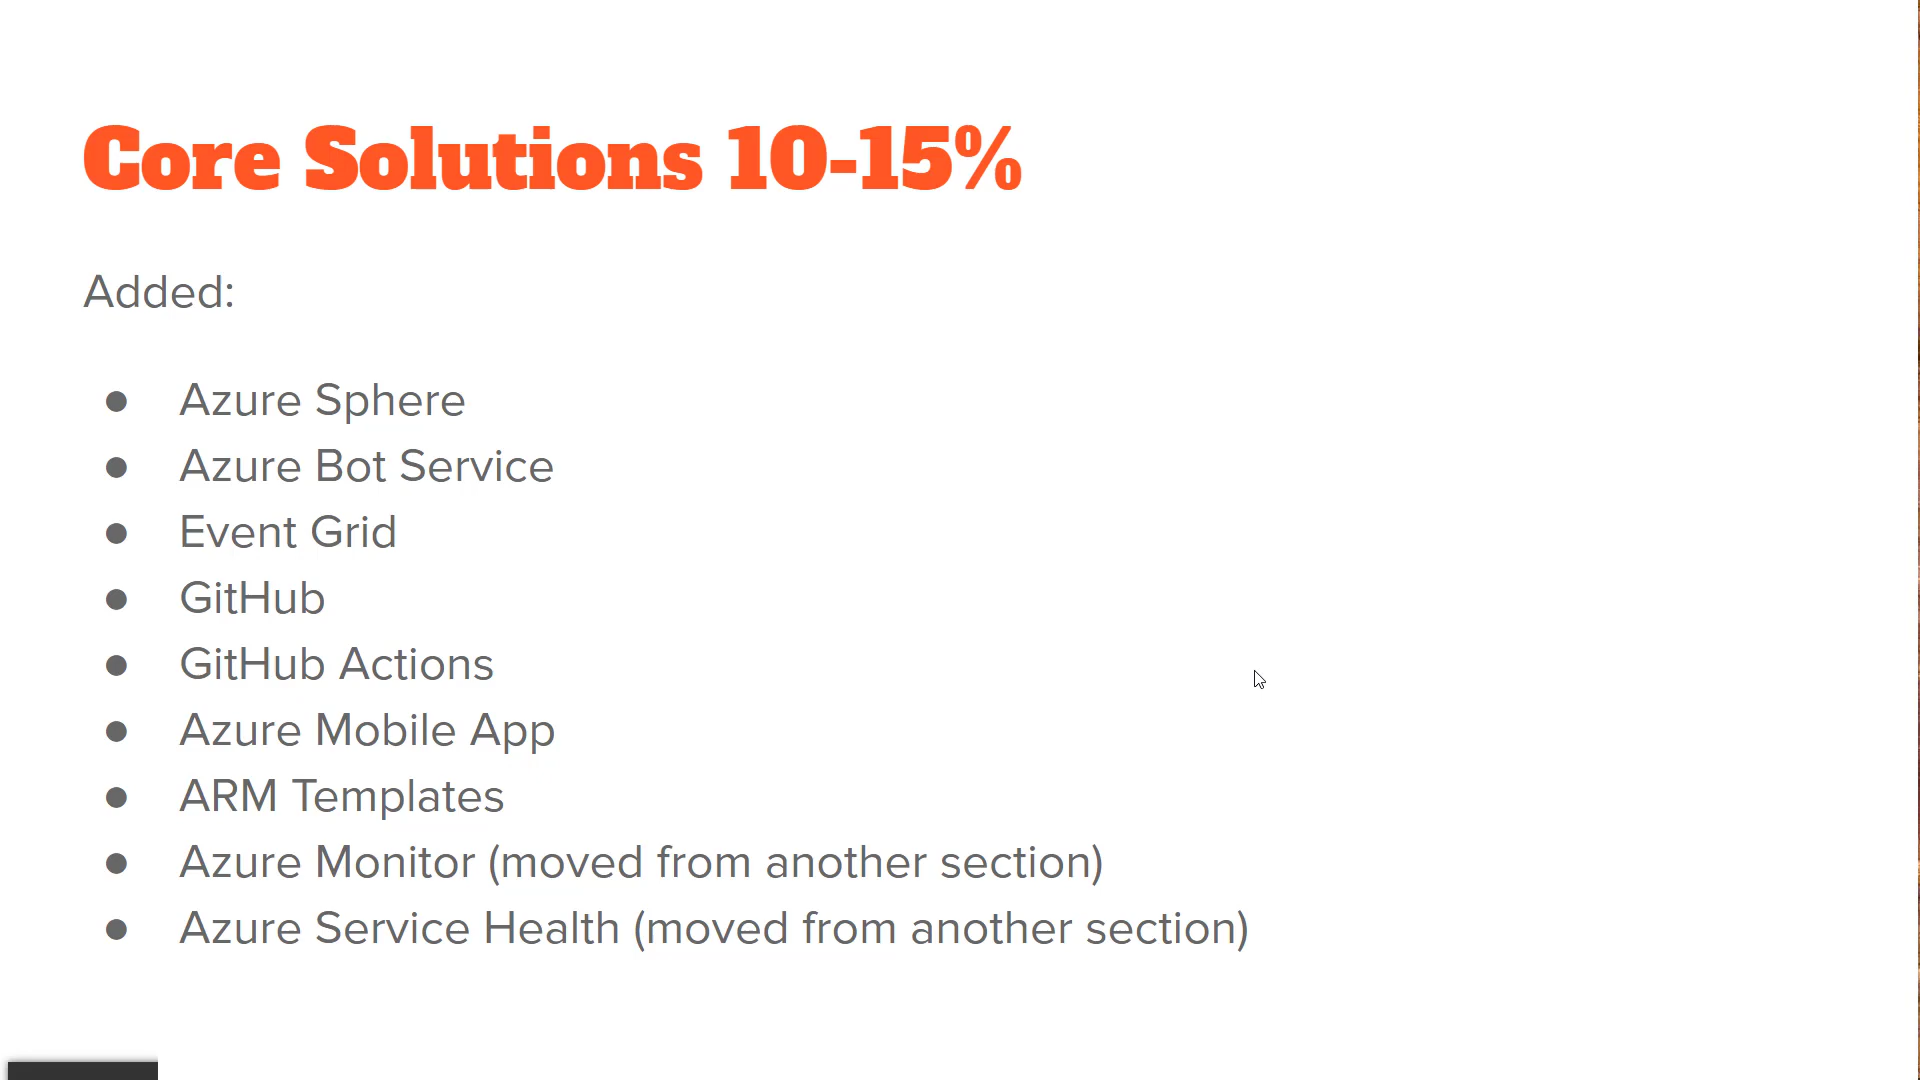 Core Solutions 10-15%
Added:
● Azure Sphere
● Azure Bot Service
● Event Grid
● GitHub
● GitHub Actions
● Azure Mobile App
● ARM Templates
● Azure Monitor (moved from another section)
● Azure Service Health (moved from another section)